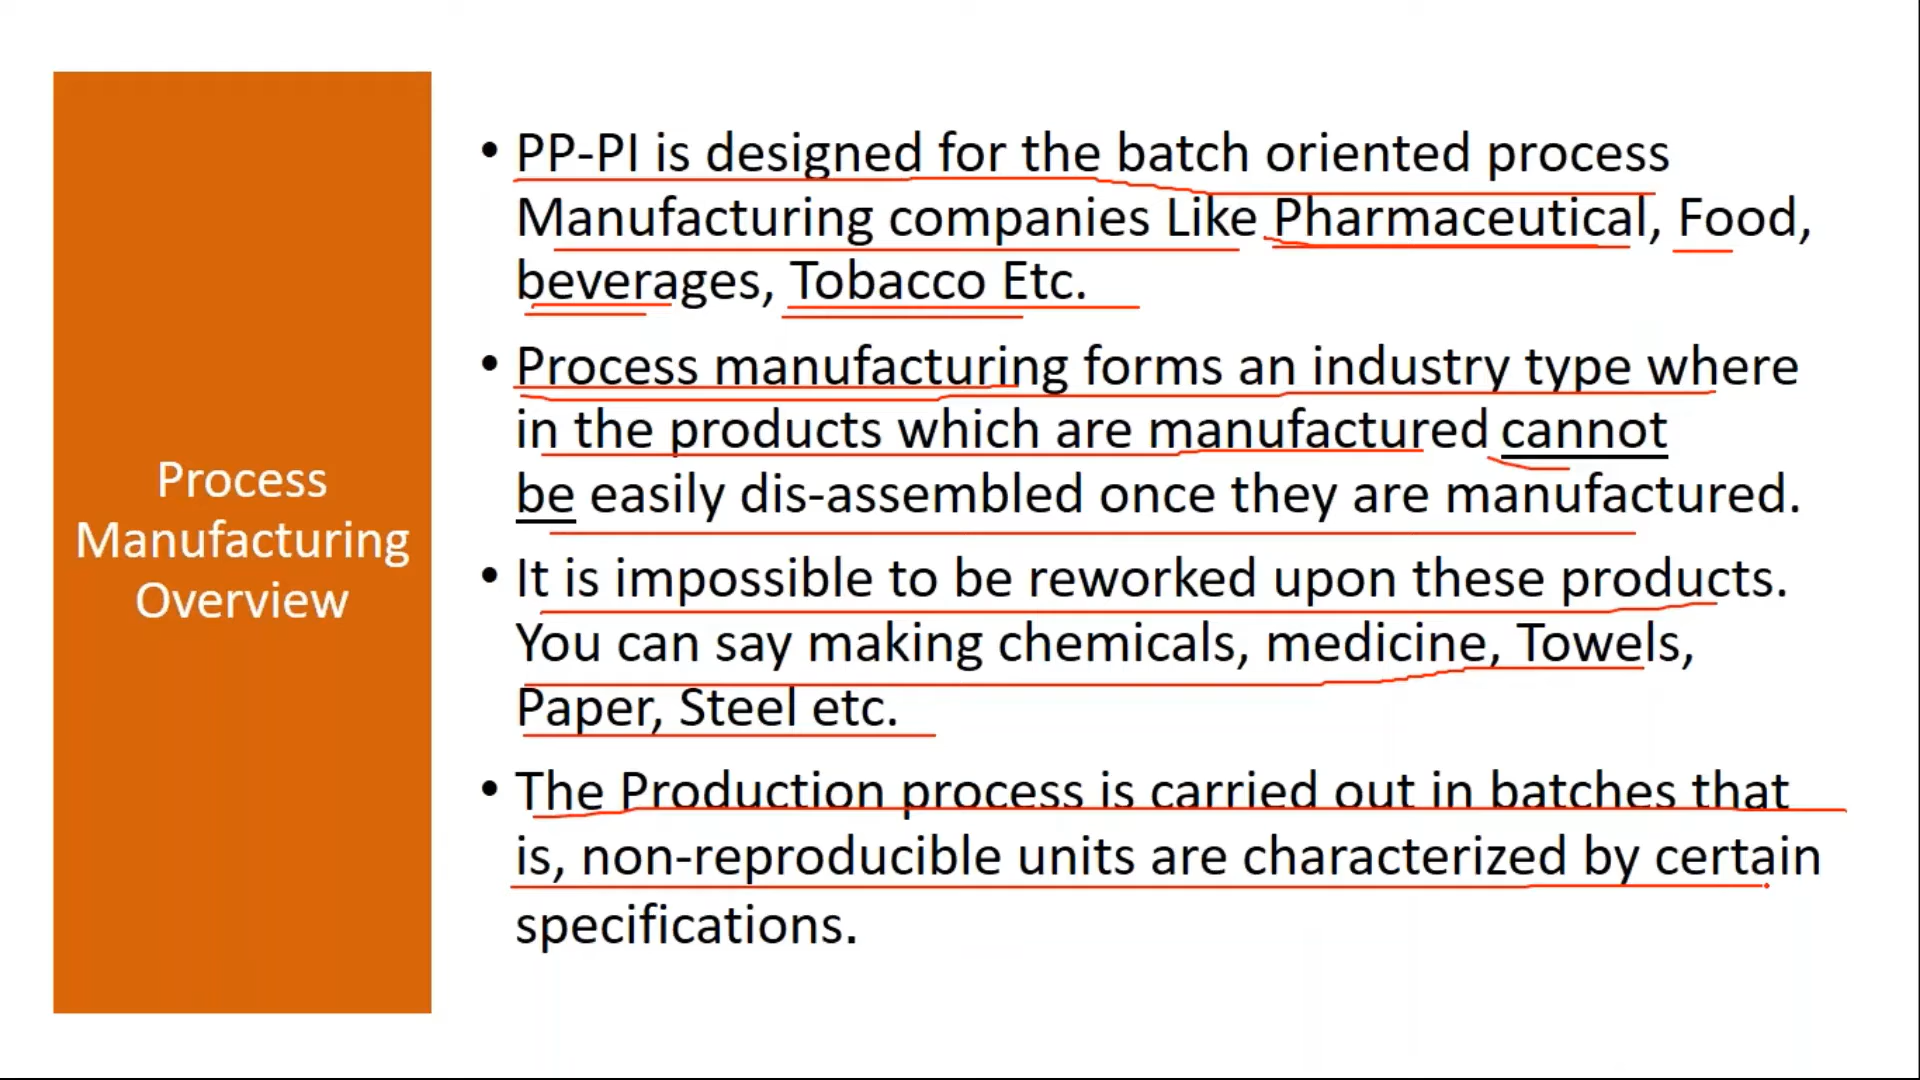 Process
Manufacturing
Overview
• PP-PI is designed for the batch oriented process
Manufacturing companies Like Pharmaceutical, Food,
beverages, Tobacco Etc.
• Process manufacturing forms an industry type where
in the products which are manufactured cannot
be easily dis-assembled once they are manufactured.
• It is impossible to be reworked upon these products.
You can say making chemicals, medicine, Towels,
Paper, Steel etc.
• The Production process is carried out in batches that
is, non-reproducible units are characterized by certain
specifications.